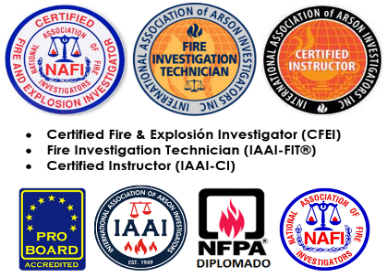 CERTIFIED
NATIONAL ASSOCIATION OF FIRE INVESTIGATORS
NAFI
FIRE AND EXPLOSION INVESTIGATOR
INTERNATIONAL ASSOCIATION OF ARSON INVESTIGATORS INC
FIRE
INVESTIGATION
TECHNICIAN
INTERNATIONAL ASSOCIATION OF ARSON INVESTIGATORS INC
CERTIFIED
INSTRUCTOR
• Certified Fire & Explosión Investigator (CFEI)
• Fire Investigation Technician (IAAI-FIT®)
• Certified Instructor (IAAI-CI)
PRO
BOARD
ACCREDITED
INTERNATIONAL ASSOCIATION OF ARSON INVESTIGATORS
IAAI
EST. 1949
NFPA®
DIPLOMADO
NATIONAL ASSOCIATION OF FIRE INVESTIGATORS
NAFI